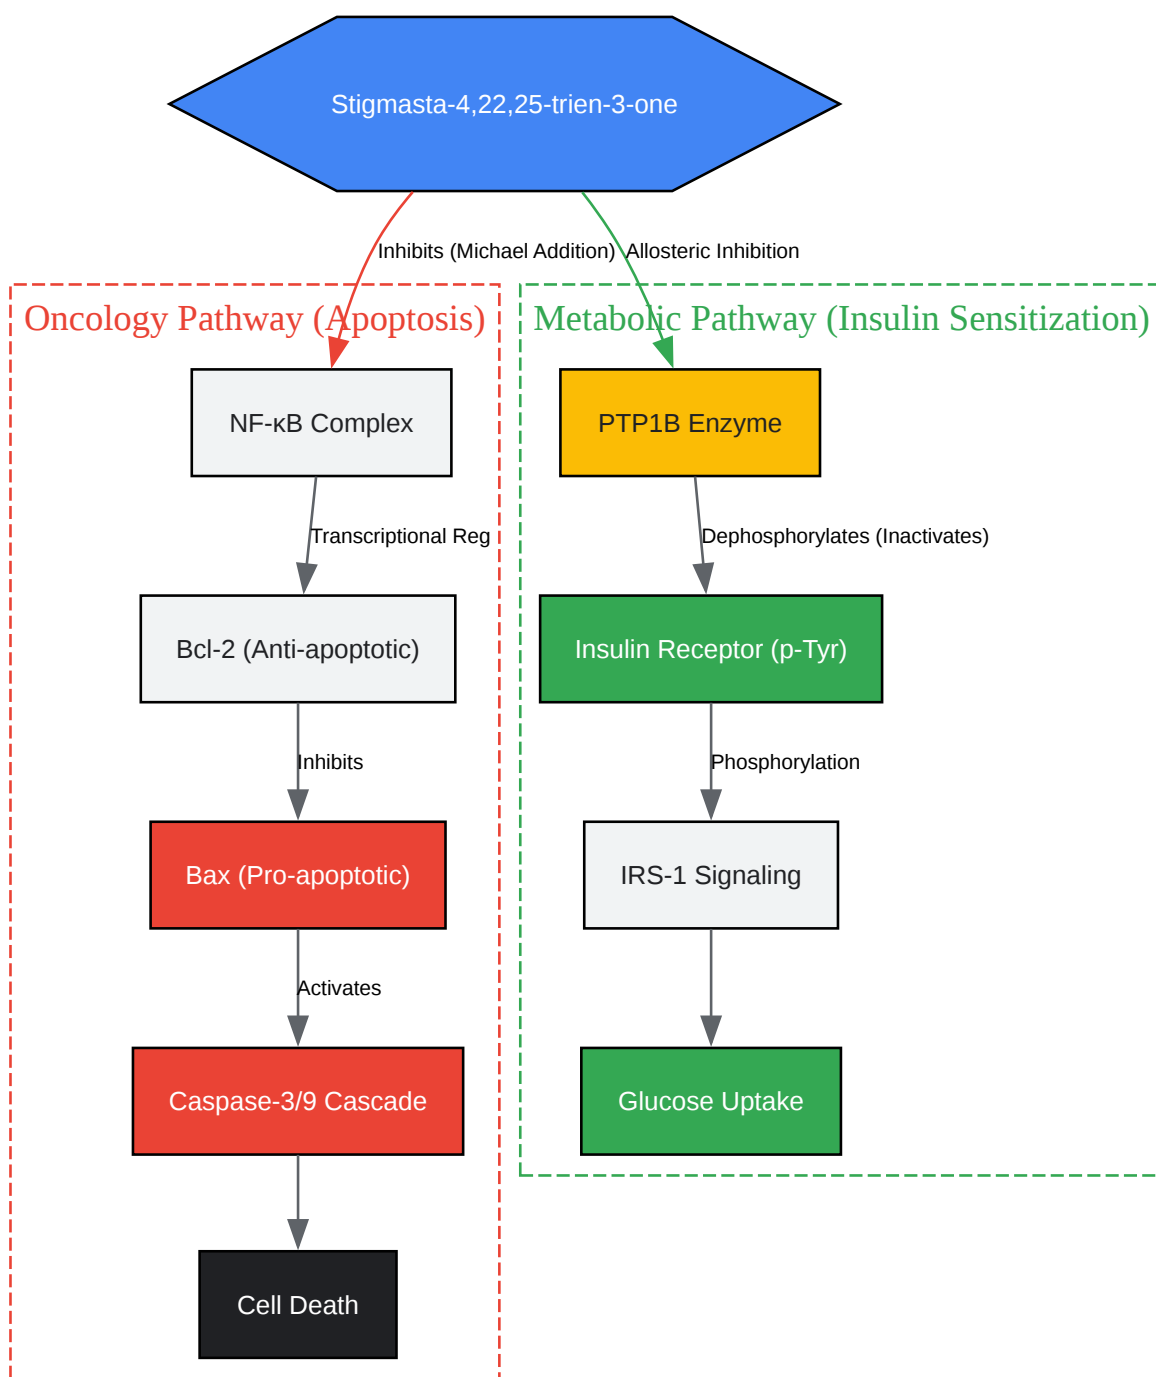 Stigmasta-4,22,25-trien-3-one
Inhibits (Michael Addition)
Allosteric Inhibition
Oncology Pathway (Apoptosis)
NF-κB Complex
Transcriptional Reg
Bcl-2 (Anti-apoptotic)
Inhibits
Bax (Pro-apoptotic)
Activates
Caspase-3/9 Cascade
Cell Death
Metabolic Pathway (Insulin Sensitization)
PTP1B Enzyme
Dephosphorylates (Inactivates)
Insulin Receptor (p-Tyr)
Phosphorylation
IRS-1 Signaling
Glucose Uptake